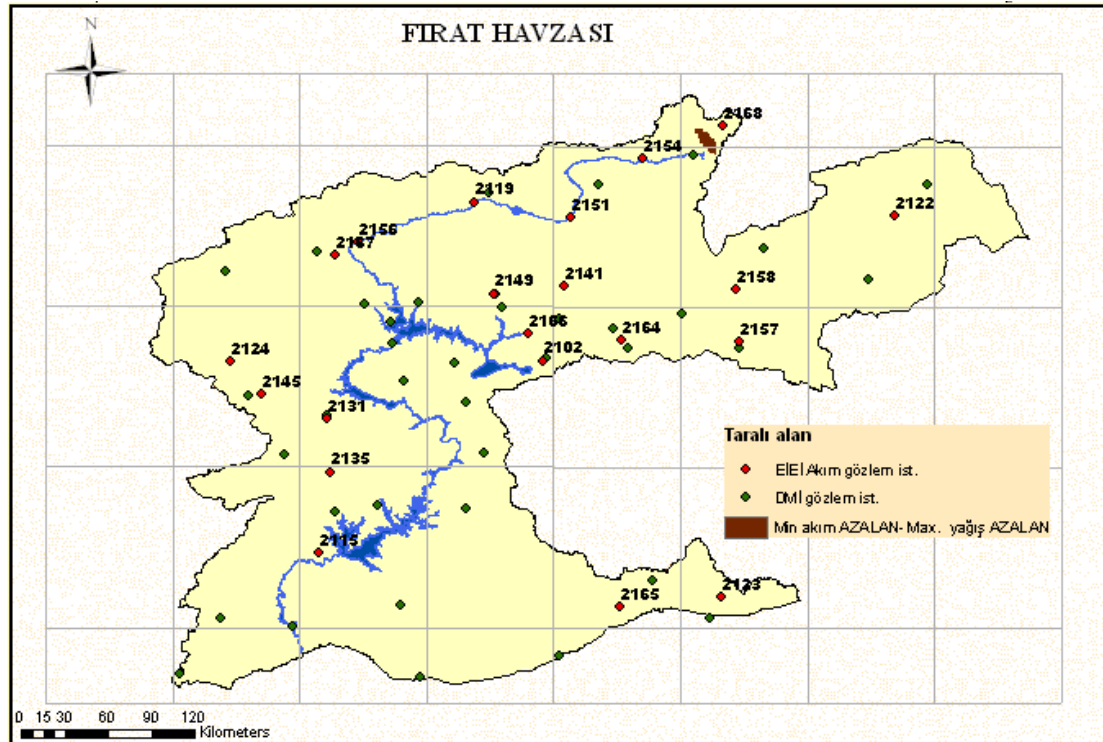 FIRAT HAVZASI
N
2168
2154
2119
2151
2122
2156
2167
2149
2141
2158
2166
2164
2157
2102
2124
2145
2131
2135
Taralı alan
EİEİ Akım gözlem ist.
DMİ gözlem ist.
Min akım AZALAN- Max. yağış AZALAN
2115
2165
2123
0 15 30 60 90 120
Kilometers